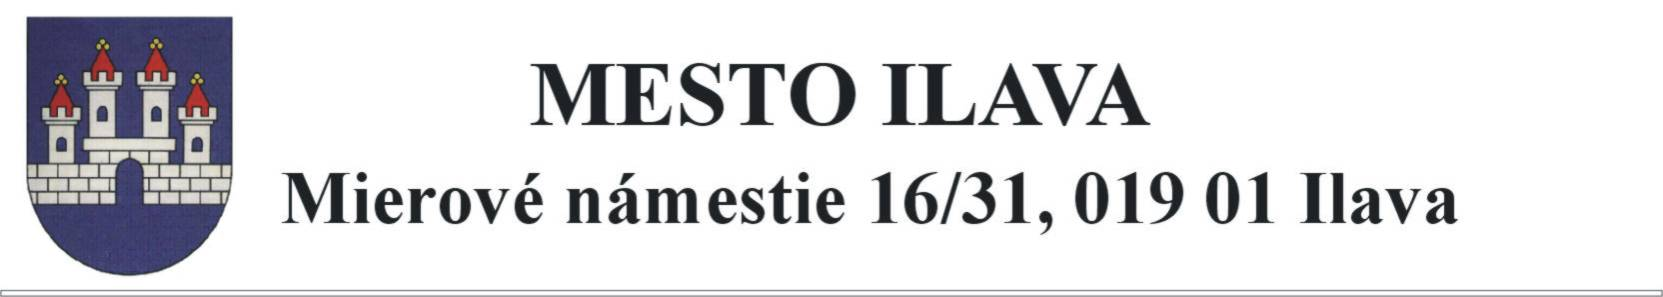 MESTO ILAVA
Mierové námestie 16/31, 019 01 Ilava